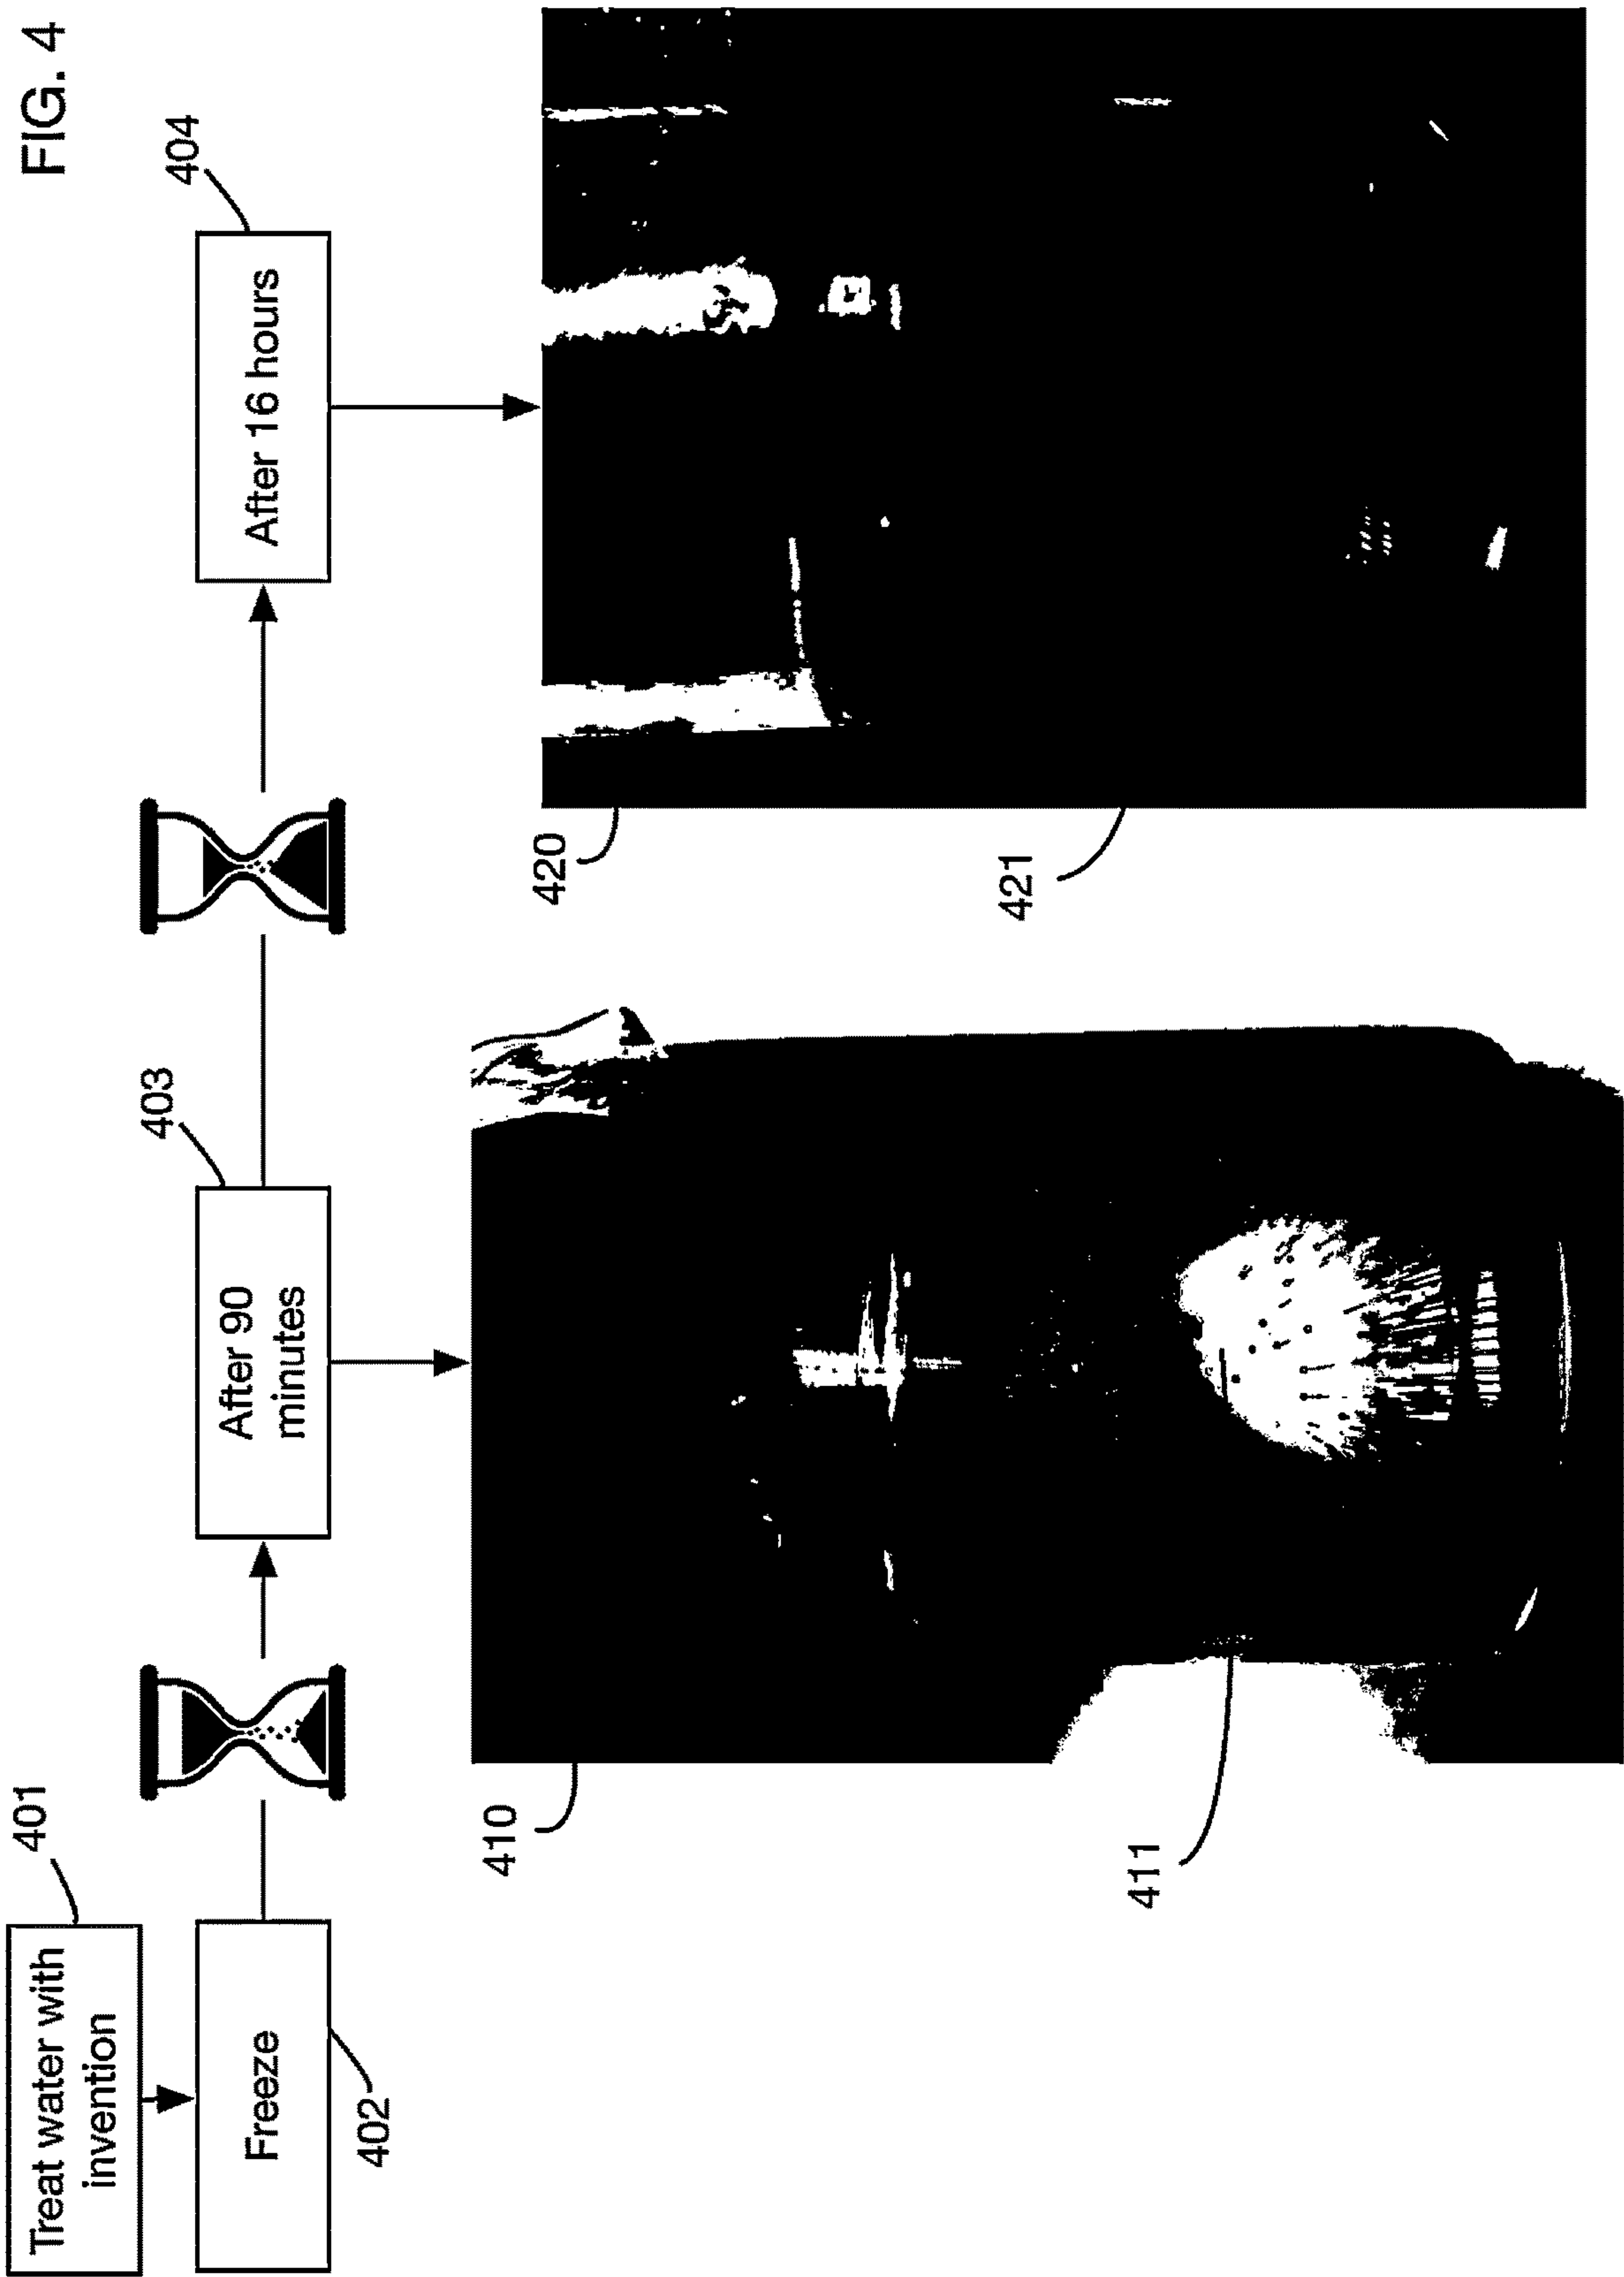 FIG. 4
401
Treat water with
invention
Freeze
402
403
After 90
minutes
404
After 16 hours
410
411
420
421